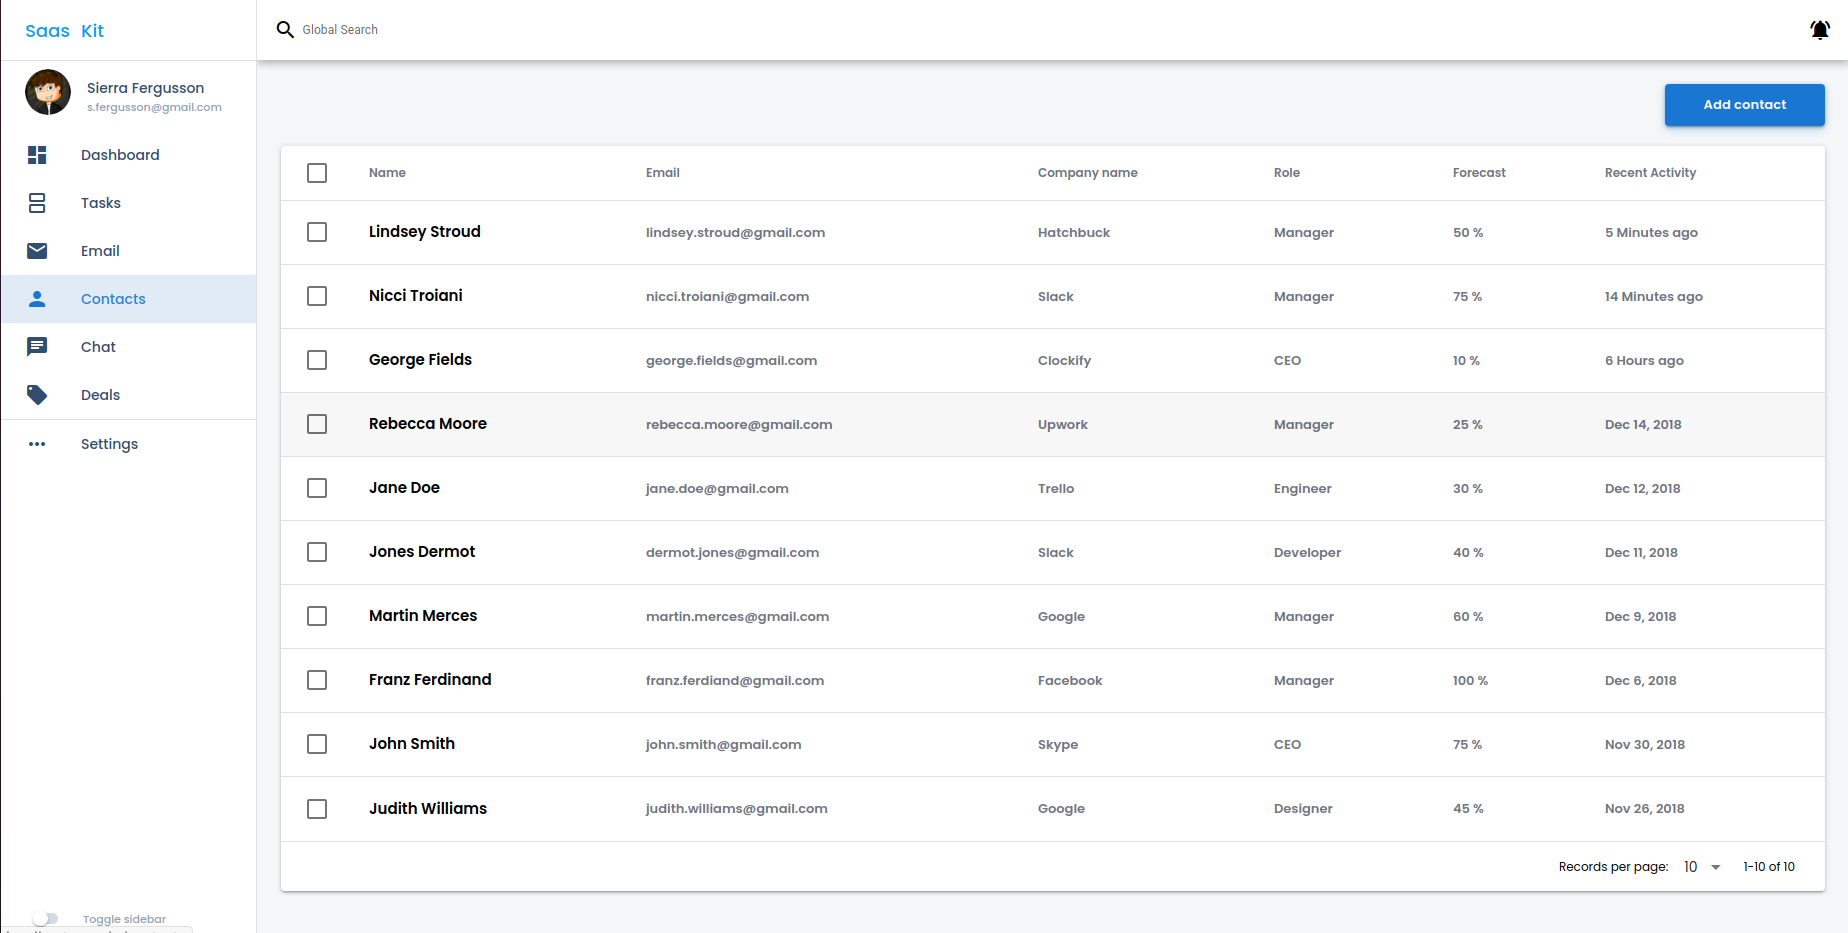 Saas Kit
Global Search
Sierra Fergusson
s.fergusson@gmail.com
Dashboard
Tasks
Email
Contacts
Chat
Deals
Settings
Toggle sidebar
Add contact
Name Email Company name Role Forecast Recent Activity
Lindsey Stroud lindsey.stroud@gmail.com Hatchbuck Manager 50 % 5 Minutes ago
Nicci Troiani nicci.troiani@gmail.com Slack Manager 75 % 14 Minutes ago
George Fields george.fields@gmail.com Clockify CEO 10 % 6 Hours ago
Rebecca Moore rebecca.moore@gmail.com Upwork Manager 25 % Dec 14, 2018
Jane Doe jane.doe@gmail.com Trello Engineer 30 % Dec 12, 2018
Jones Dermot dermot.jones@gmail.com Slack Developer 40 % Dec 11, 2018
Martin Merces martin.merces@gmail.com Google Manager 60 % Dec 9, 2018
Franz Ferdinand franz.ferdiand@gmail.com Facebook Manager 100 % Dec 6, 2018
John Smith john.smith@gmail.com Skype CEO 75 % Nov 30, 2018
Judith Williams judith.williams@gmail.com Google Designer 45 % Nov 26, 2018
Records per page: 10 1-10 of 10